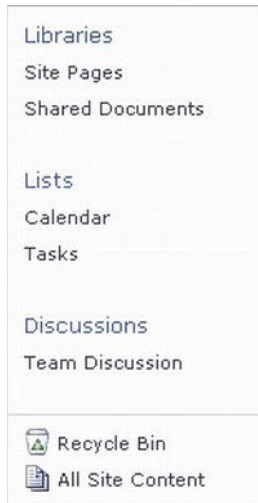 Libraries
Site Pages
Shared Documents
Lists
Calendar
Tasks
Discussions
Team Discussion
Recycle Bin
All Site Content